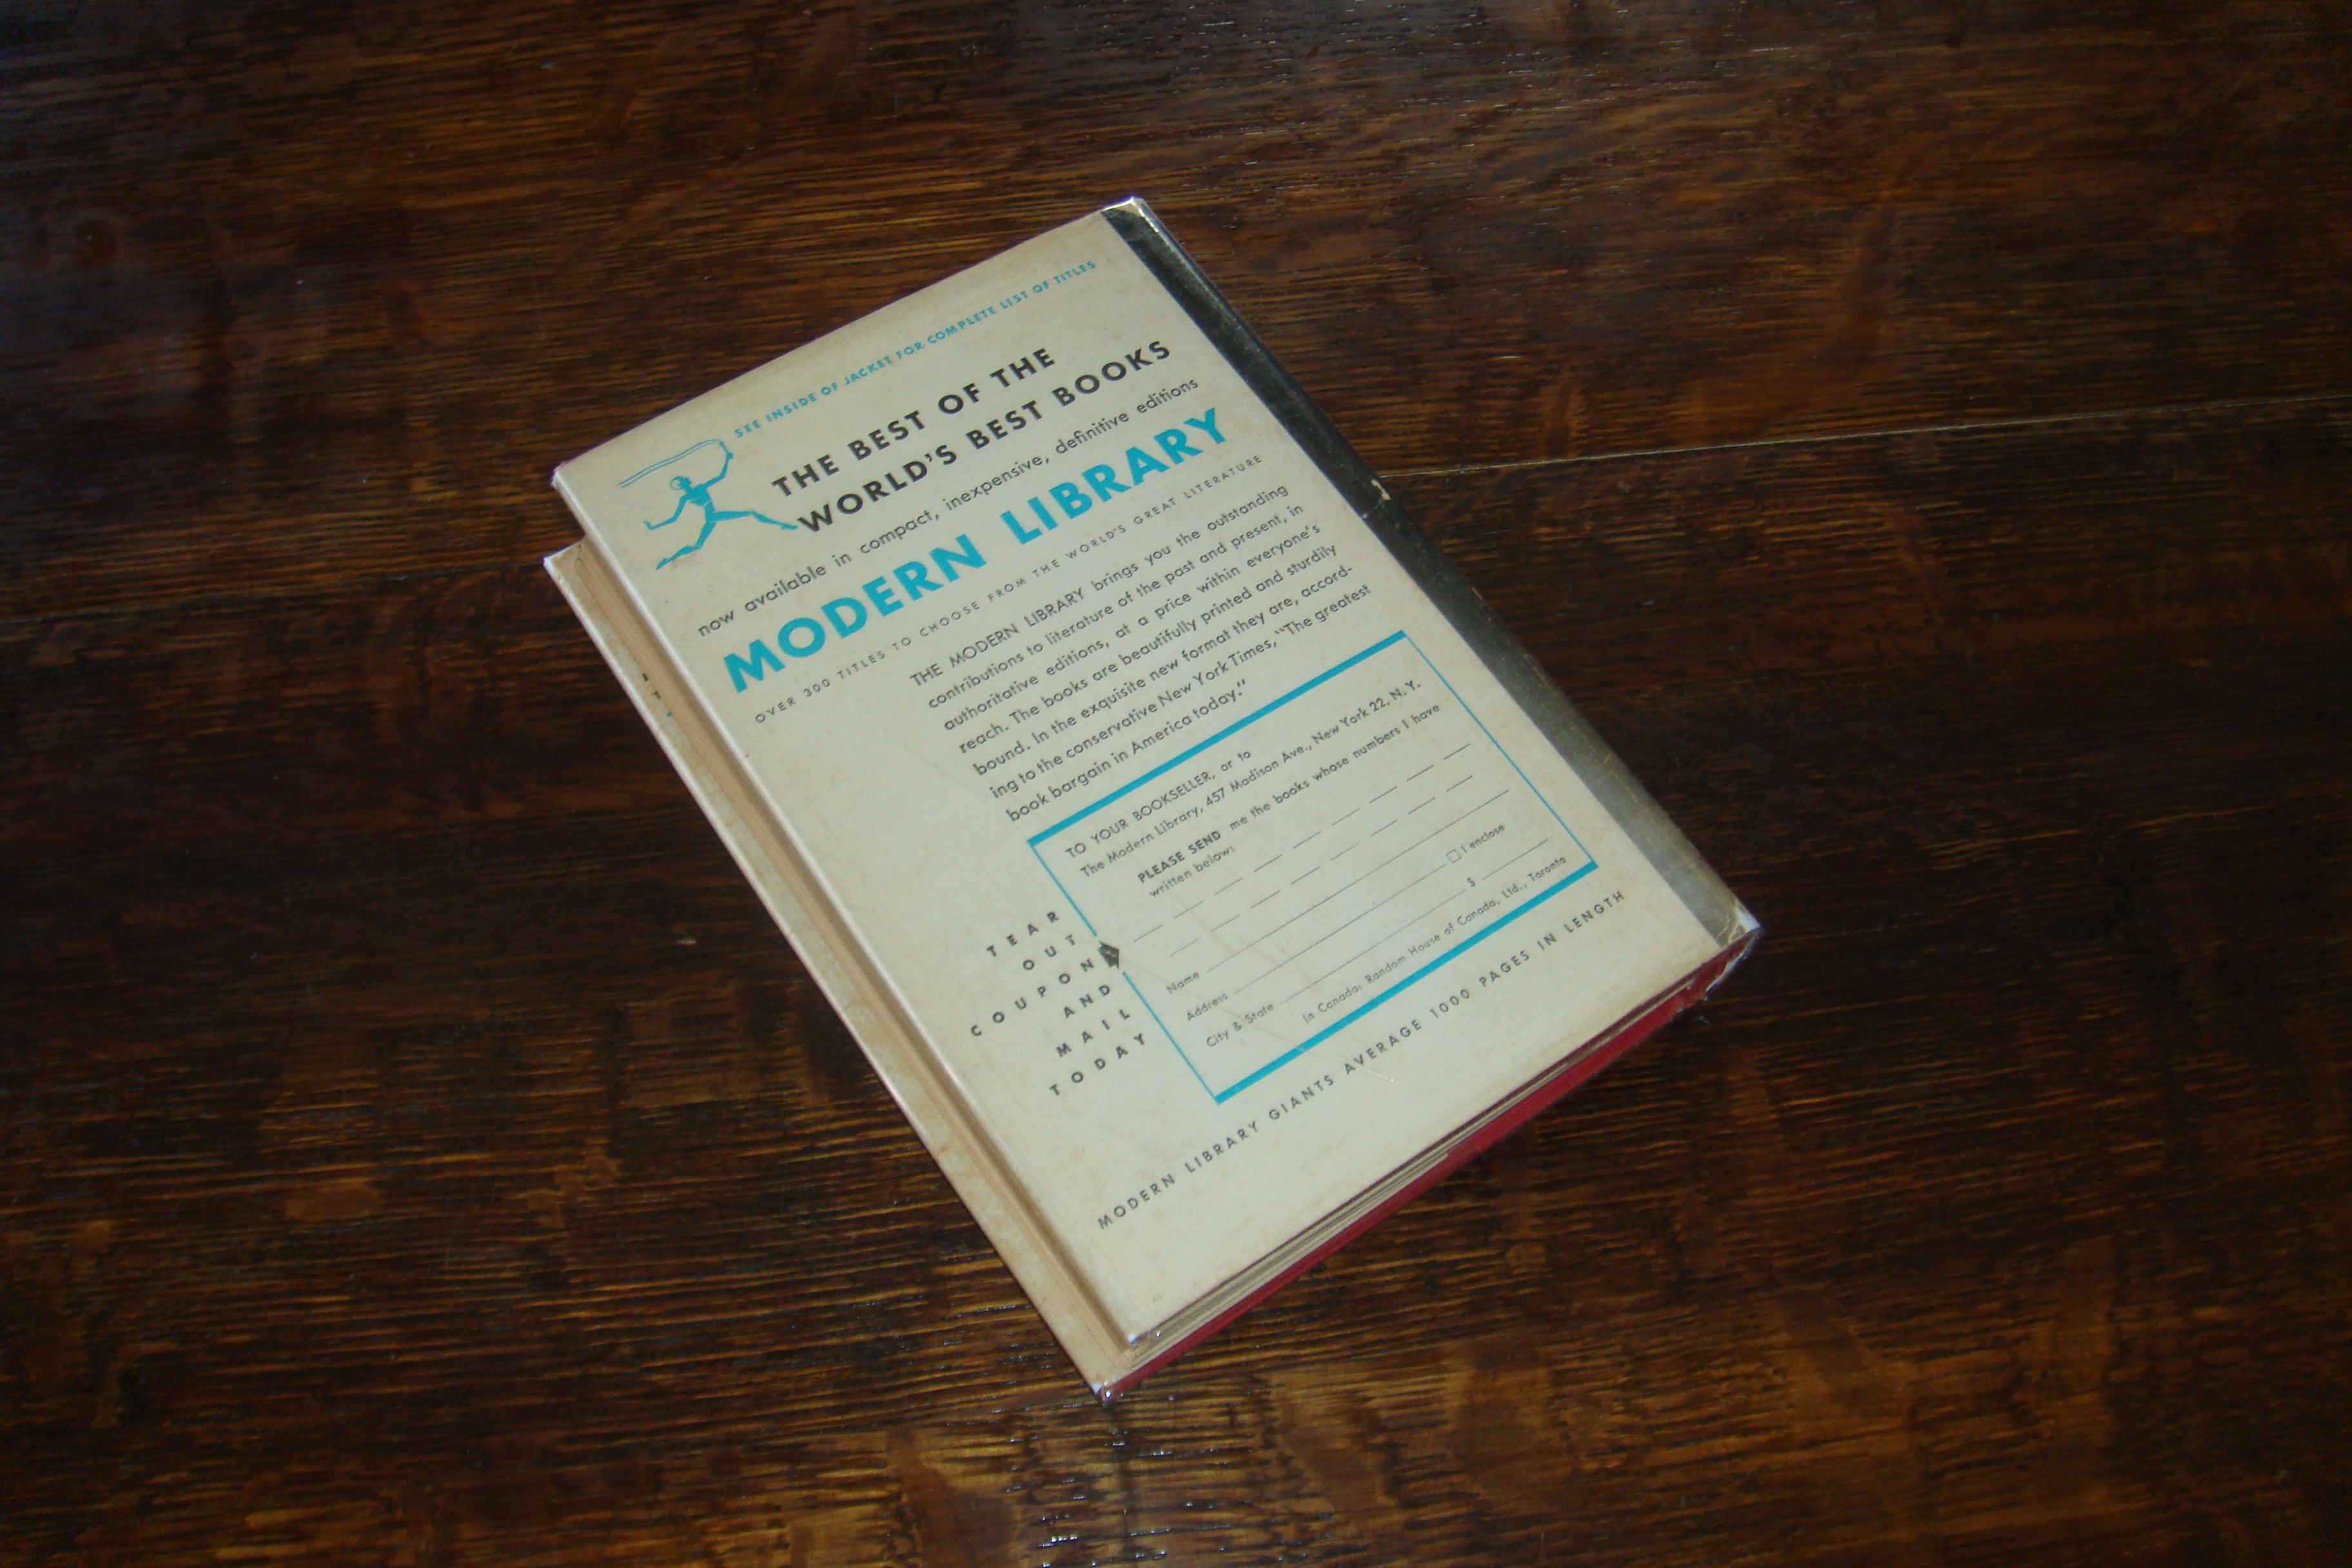 SEE INSIDE OF JACKET FOR COMPLETE LIST OF TITLES
THE BEST OF THE
WORLD'S BEST BOOKS
now available in compact, inexpensive, definitive editions
MODERN LIBRARY
OVER 300 TITLES TO CHOOSE FROM THE WORLD'S GREAT LITERATURE
THE MODERN LIBRARY brings you the outstanding
contributions to literature of the past and present, in
authoritative editions, at a price within everyone's
reach. The books are beautifully printed and sturdily
bound. In the exquisite new format they are, accord-
ing to the conservative New York Times, "The greatest
book bargain in America today."
TO YOUR BOOKSELLER, or to
The Modern Library, 457 Madison Ave., New York 22, N.Y.
PLEASE SEND me the books whose numbers I have
written below:
TEAR
OUT
COUPON
AND
MAIL
TODAY
Name
I enclose
Address
$
City & State
In Canada: Random House of Canada, Ltd., Toronto
MODERN LIBRARY GIANTS AVERAGE 1000 PAGES IN LENGTH